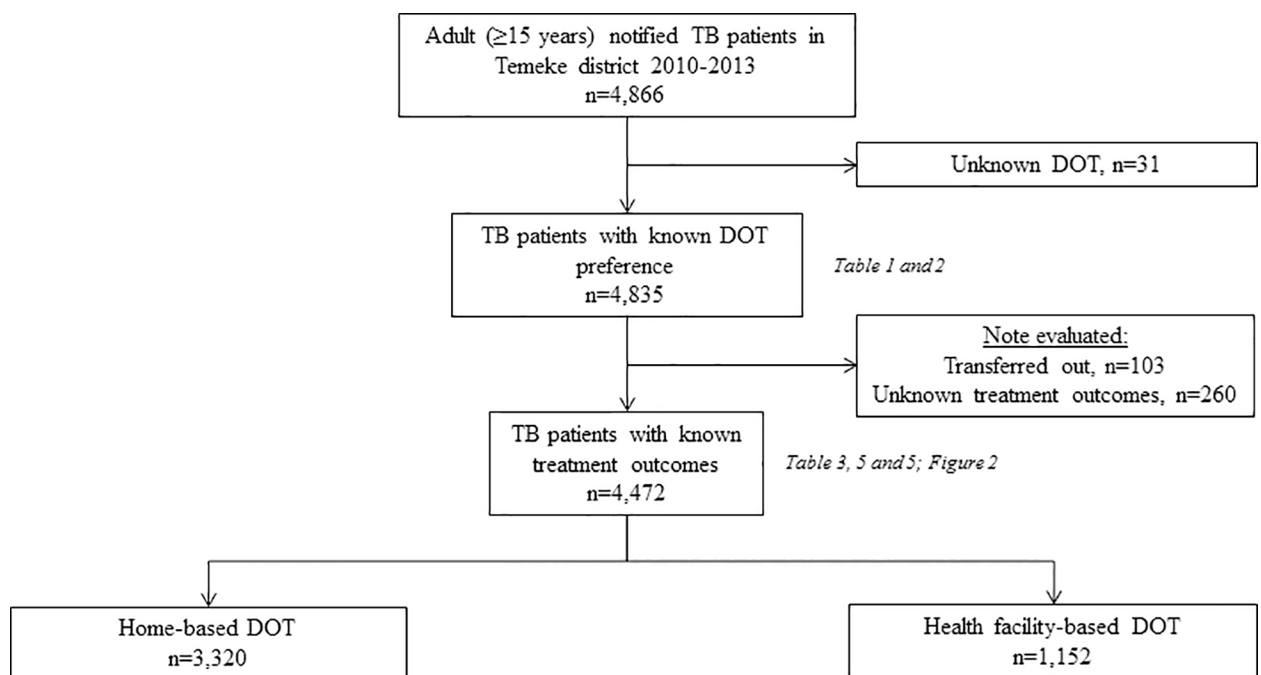 Adult (≥15 years) notified TB patients in
Temeke district 2010-2013
n=4,866
Unknown DOT, n=31
TB patients with known DOT
preference
n=4,835
Table 1 and 2
Note evaluated:
Transferred out, n=103
Unknown treatment outcomes, n=260
TB patients with known
treatment outcomes
n=4,472
Table 3, 5 and 5; Figure 2
Home-based DOT
n=3,320
Health facility-based DOT
n=1,152